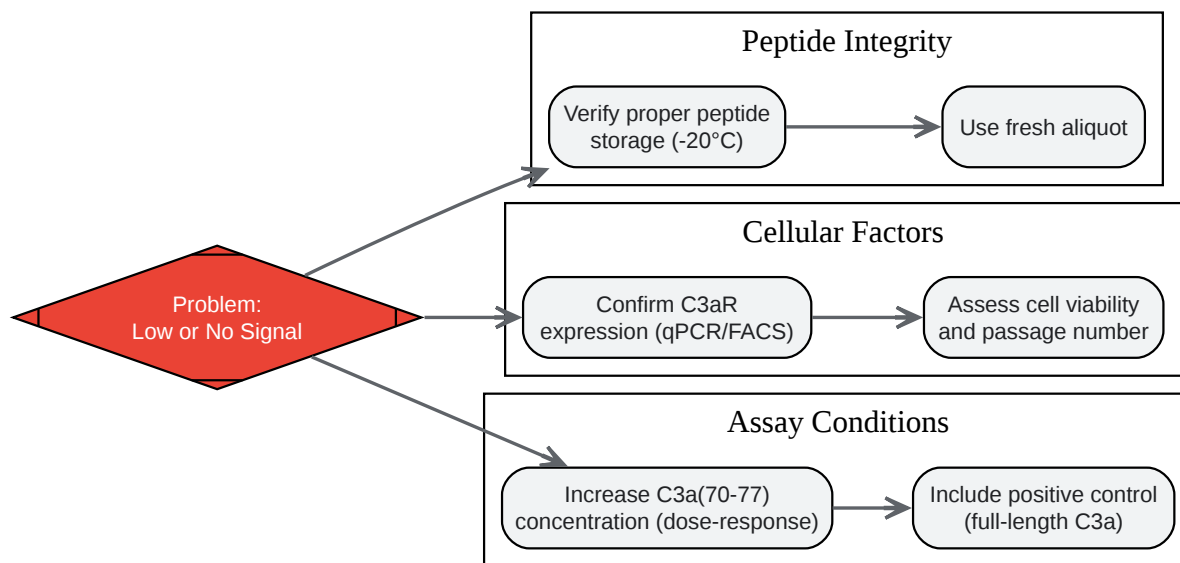 Peptide Integrity
Verify proper peptide
storage (-20°C)
Use fresh aliquot
Cellular Factors
Problem:
Low or No Signal
Confirm C3aR
expression (qPCR/FACS)
Assess cell viability
and passage number
Assay Conditions
Increase C3a(70-77)
concentration (dose-response)
Include positive control
(full-length C3a)